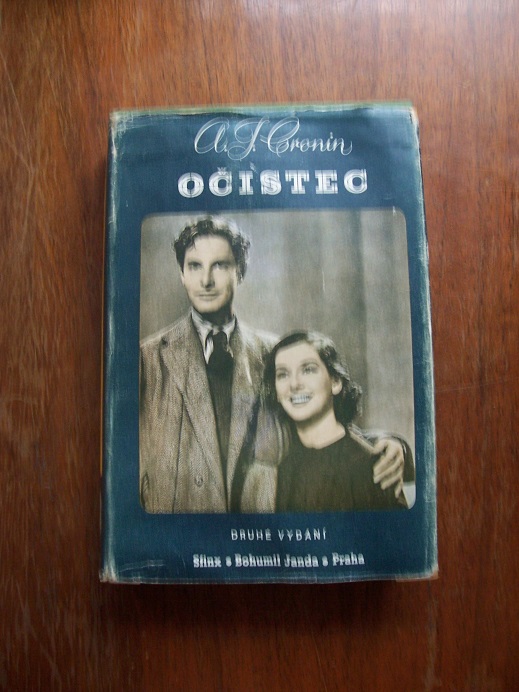 A. J. Cronin
OČISTEC
DRUHÉ VYDÁNÍ
Sfinx s Bohumil Janda s Praha